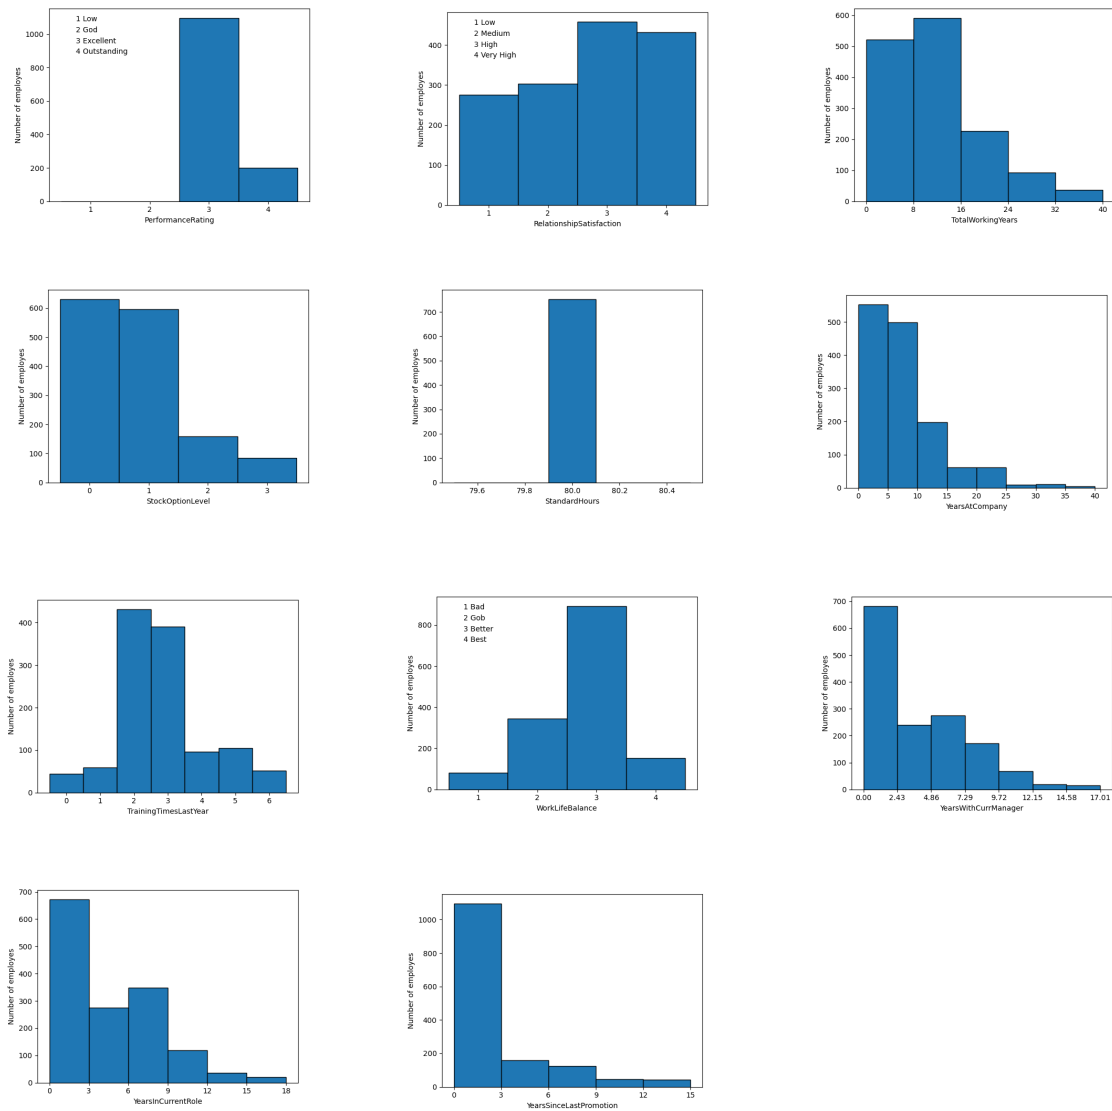 Number of employes
1000
800
600
400
200
0
1 Low
2 God
3 Excellent
4 Outstanding
1 2 3 4
PerformanceRating
Number of employes
400
300
200
100
0
1 Low
2 Medium
3 High
4 Very High
1 2 3 4
RelationshipSatisfaction
Number of employes
600
500
400
300
200
100
0
0 8 16 24 32 40
TotalWorkingYears
Number of employes
600
500
400
300
200
100
0
0 1 2 3
StockOptionLevel
Number of employes
700
600
500
400
300
200
100
0
79.6 79.8 80.0 80.2 80.4
StandardHours
Number of employes
500
400
300
200
100
0
0 5 10 15 20 25 30 35 40
YearsAtCompany
Number of employes
400
300
200
100
0
0 1 2 3 4 5 6
TrainingTimesLastYear
Number of employes
800
600
400
200
0
1 Bad
2 Gob
3 Better
4 Best
1 2 3 4
WorkLifeBalance
Number of employes
700
600
500
400
300
200
100
0
0.00 2.43 4.86 7.29 9.72 12.15 14.58 17.01
YearsWithCurrManager
Number of employes
700
600
500
400
300
200
100
0
0 3 6 9 12 15 18
YearsInCurrentRole
Number of employes
1000
800
600
400
200
0
0 3 6 9 12 15
YearsSinceLastPromotion